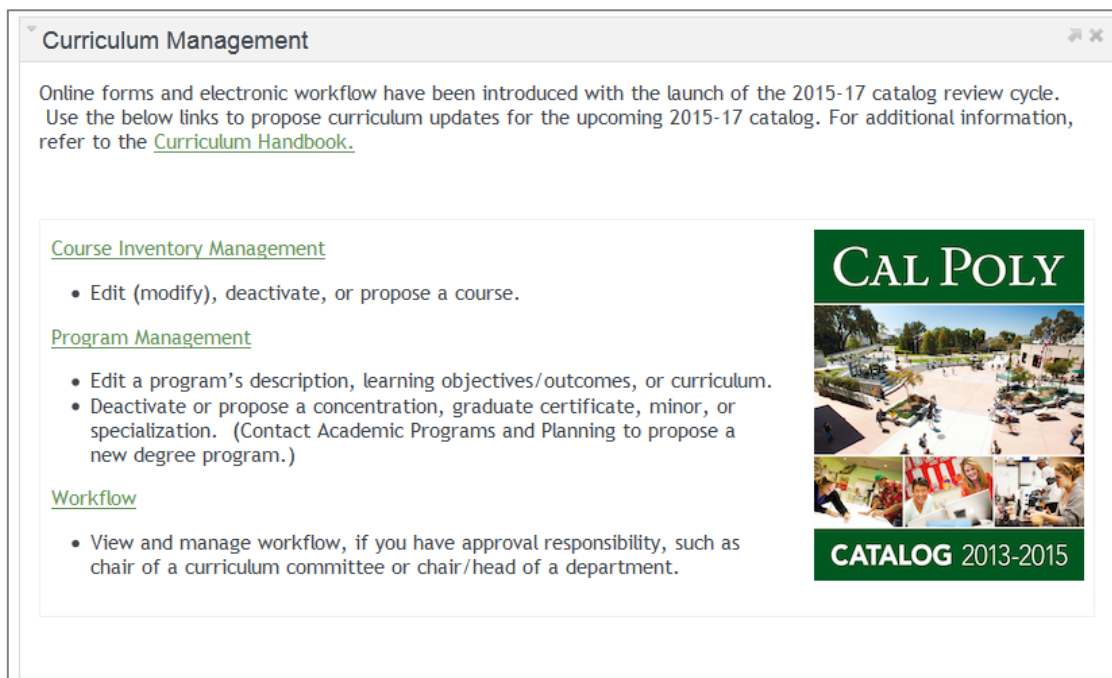 Curriculum Management
Online forms and electronic workflow have been introduced with the launch of the 2015-17 catalog review cycle.
Use the below links to propose curriculum updates for the upcoming 2015-17 catalog. For additional information,
refer to the Curriculum Handbook.
Course Inventory Management
• Edit (modify), deactivate, or propose a course.
Program Management
• Edit a program's description, learning objectives/outcomes, or curriculum.
• Deactivate or propose a concentration, graduate certificate, minor, or
specialization. (Contact Academic Programs and Planning to propose a
new degree program.)
Workflow
• View and manage workflow, if you have approval responsibility, such as
chair of a curriculum committee or chair/head of a department.
CAL POLY
CATALOG 2013-2015